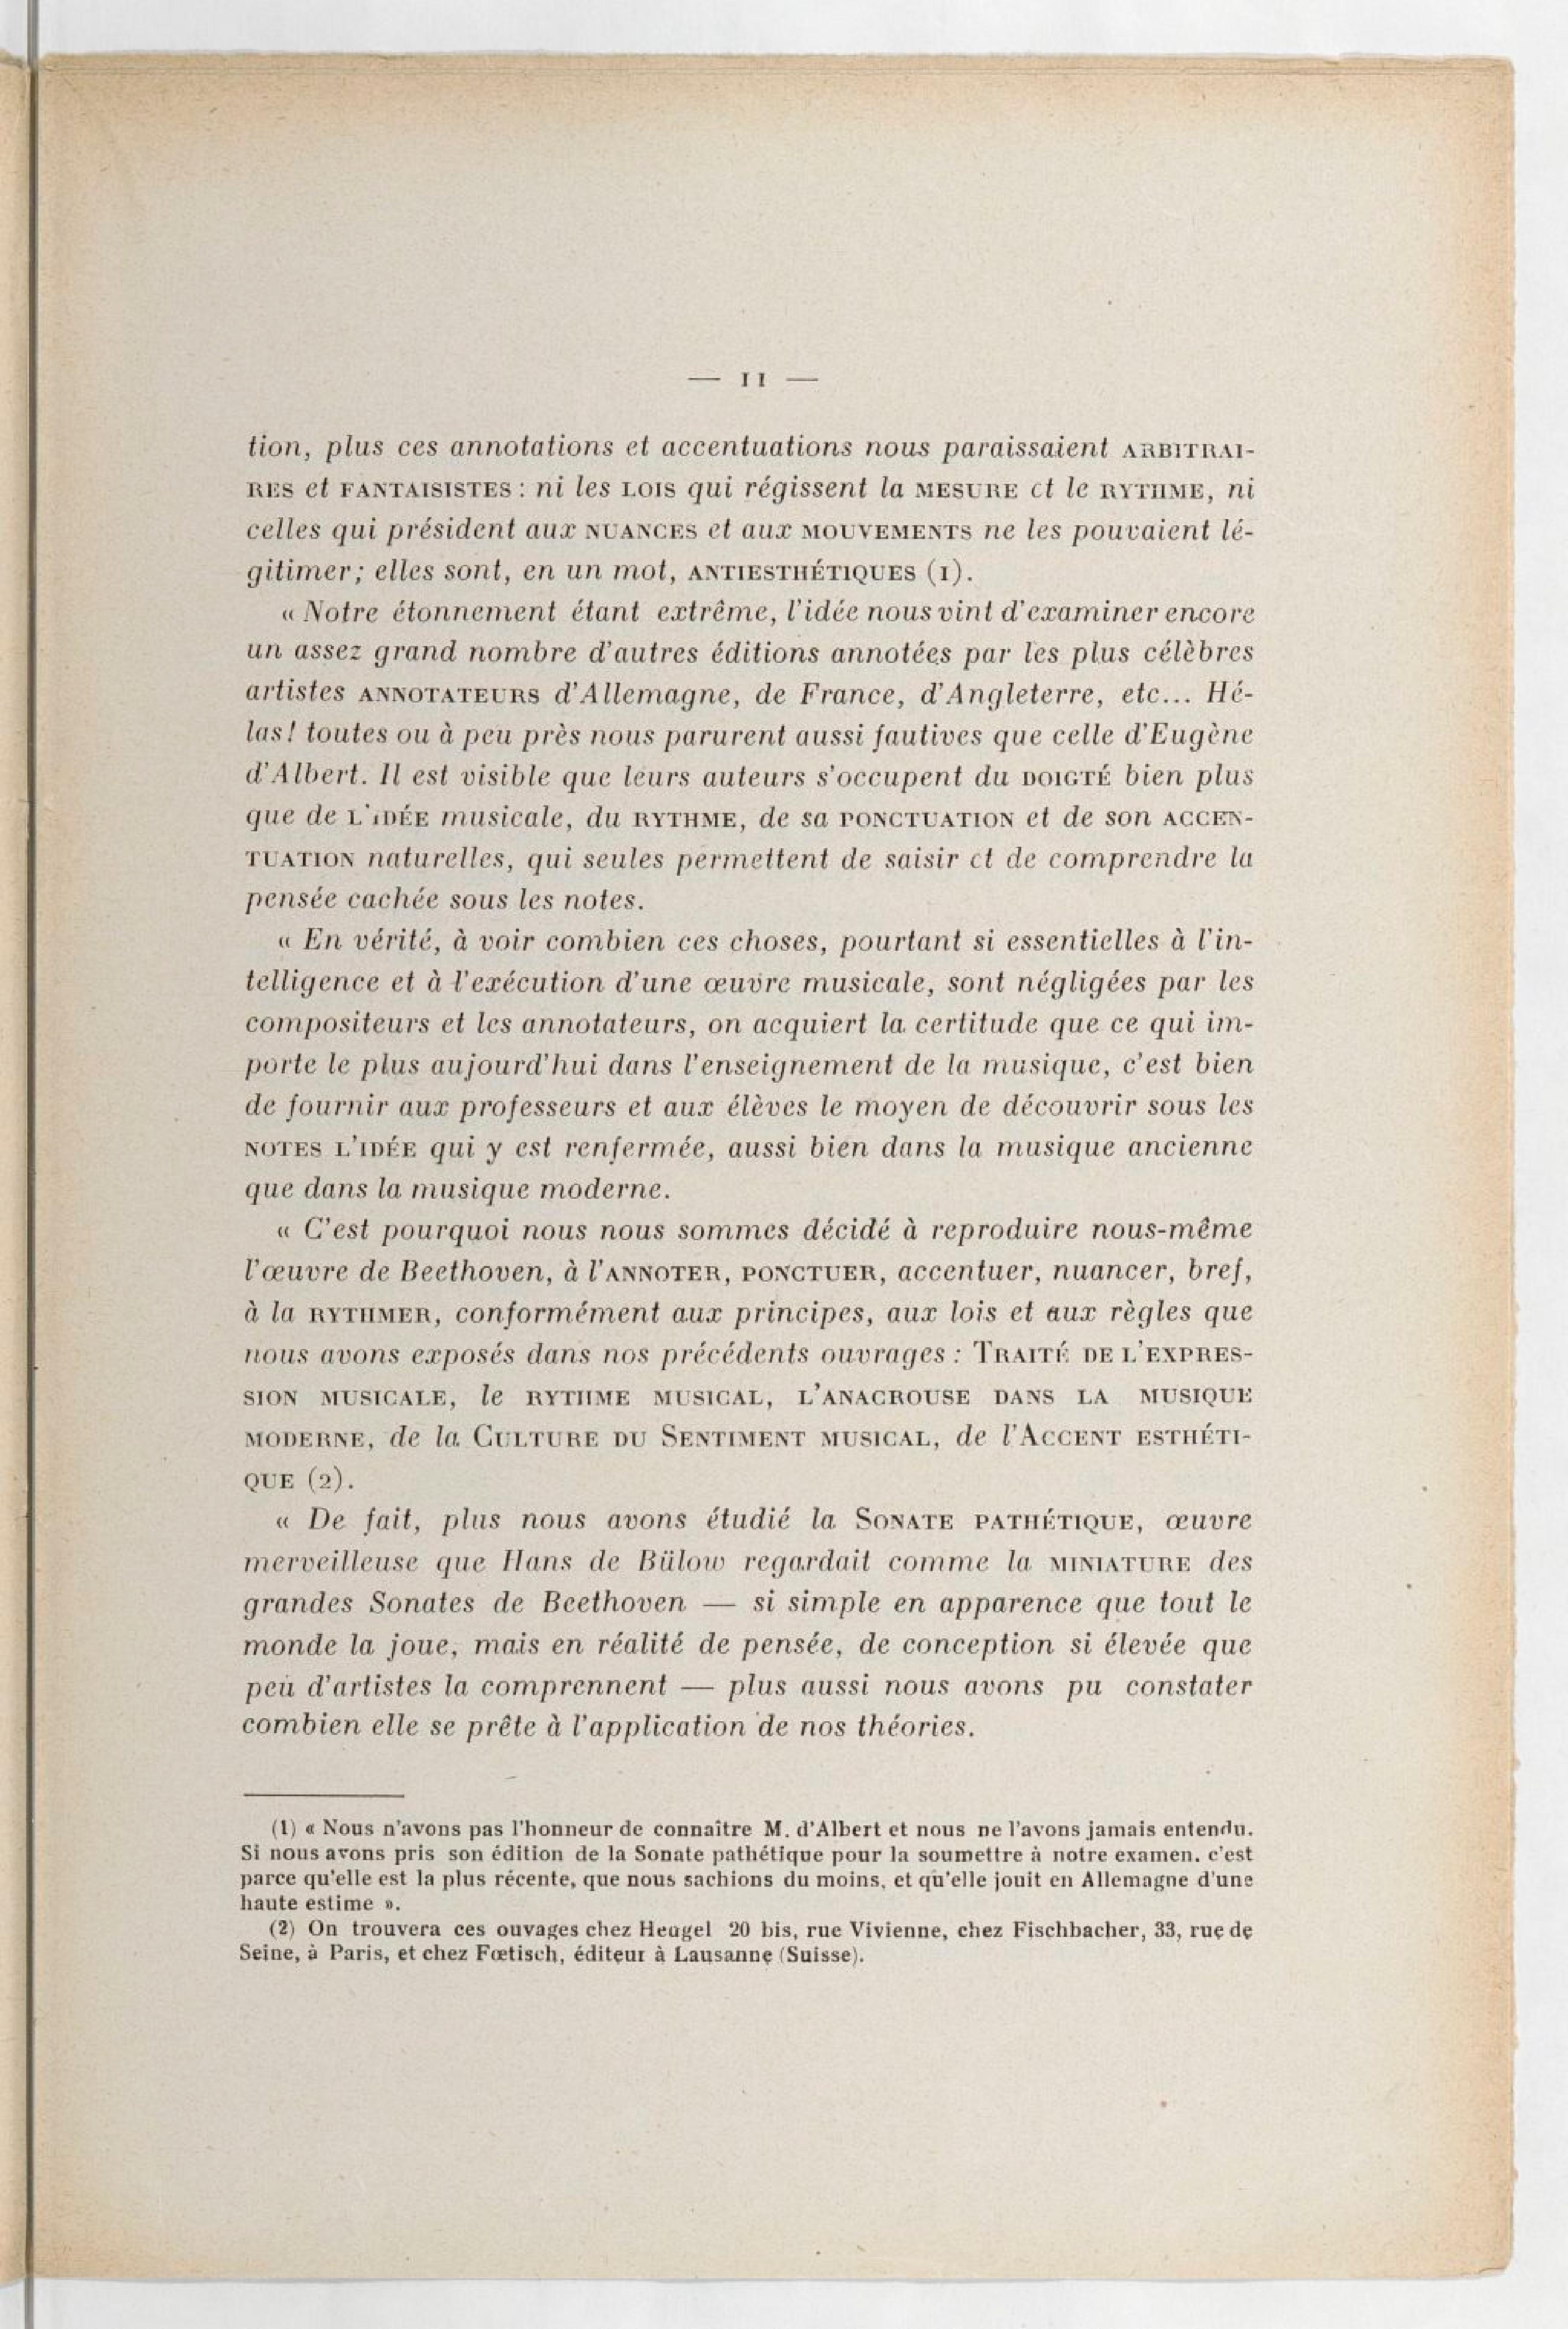 — 11 —
tion, plus ces annotations et accentuations nous paraissaient ARBITRAI-
RES et FANTAISISTES : ni les LOIS qui régissent la MESURE et le RYTHME, ni
celles qui président aux NUANCES et aux MOUVEMENTS ne les pouvaient lé-
gitimer ; elles sont, en un mot, ANTIESTHÉTIQUES (1).
« Notre étonnement étant extrême, l'idée nous vint d'examiner encore
un assez grand nombre d'autres éditions annotées par les plus célèbres
artistes ANNOTATEURS d'Allemagne, de France, d'Angleterre, etc... Hé-
las! toutes ou à peu près nous parurent aussi fautives que celle d'Eugène
d'Albert. Il est visible que leurs auteurs s'occupent du DOIGTÉ bien plus
que de L'IDÉE musicale, du RYTHME, de sa PONCTUATION et de son ACCEN-
TUATION naturelles, qui seules permettent de saisir et de comprendre la
pensée cachée sous les notes.
« En vérité, à voir combien ces choses, pourtant si essentielles à l'in-
telligence et à l'exécution d'une œuvre musicale, sont négligées par les
compositeurs et les annotateurs, on acquiert la certitude que ce qui im-
porte le plus aujourd'hui dans l'enseignement de la musique, c'est bien
de fournir aux professeurs et aux élèves le moyen de découvrir sous les
NOTES L'IDÉE qui y est renfermée, aussi bien dans la musique ancienne
que dans la musique moderne.
« C'est pourquoi nous nous sommes décidé à reproduire nous-même
l'œuvre de Beethoven, à l'ANNOTER, PONCTUER, accentuer, nuancer, bref,
à la RYTHMER, conformément aux principes, aux lois et aux règles que
nous avons exposés dans nos précédents ouvrages : TRAITÉ DE L'EXPRES-
SION MUSICALE, le RYTHME MUSICAL, L'ANACROUSE DANS LA MUSIQUE
MODERNE, de la CULTURE DU SENTIMENT MUSICAL, de l'ACCENT ESTHÉTI-
QUE (2).
« De fait, plus nous avons étudié la SONATE PATHÉTIQUE, œuvre
merveilleuse que Hans de Bülow regardait comme la MINIATURE des
grandes Sonates de Beethoven — si simple en apparence que tout le
monde la joue, mais en réalité de pensée, de conception si élevée que
peu d'artistes la comprennent — plus aussi nous avons pu constater
combien elle se prête à l'application de nos théories.
(1) « Nous n'avons pas l'honneur de connaître M. d'Albert et nous ne l'avons jamais entendu.
Si nous avons pris son édition de la Sonate pathétique pour la soumettre à notre examen. c'est
parce qu'elle est la plus récente, que nous sachions du moins, et qu'elle jouit en Allemagne d'une
haute estime ».
(2) On trouvera ces ouvages chez Heugel 20 bis, rue Vivienne, chez Fischbacher, 33, rue de
Seine, à Paris, et chez Fœtisch, éditeur à Lausanne (Suisse).